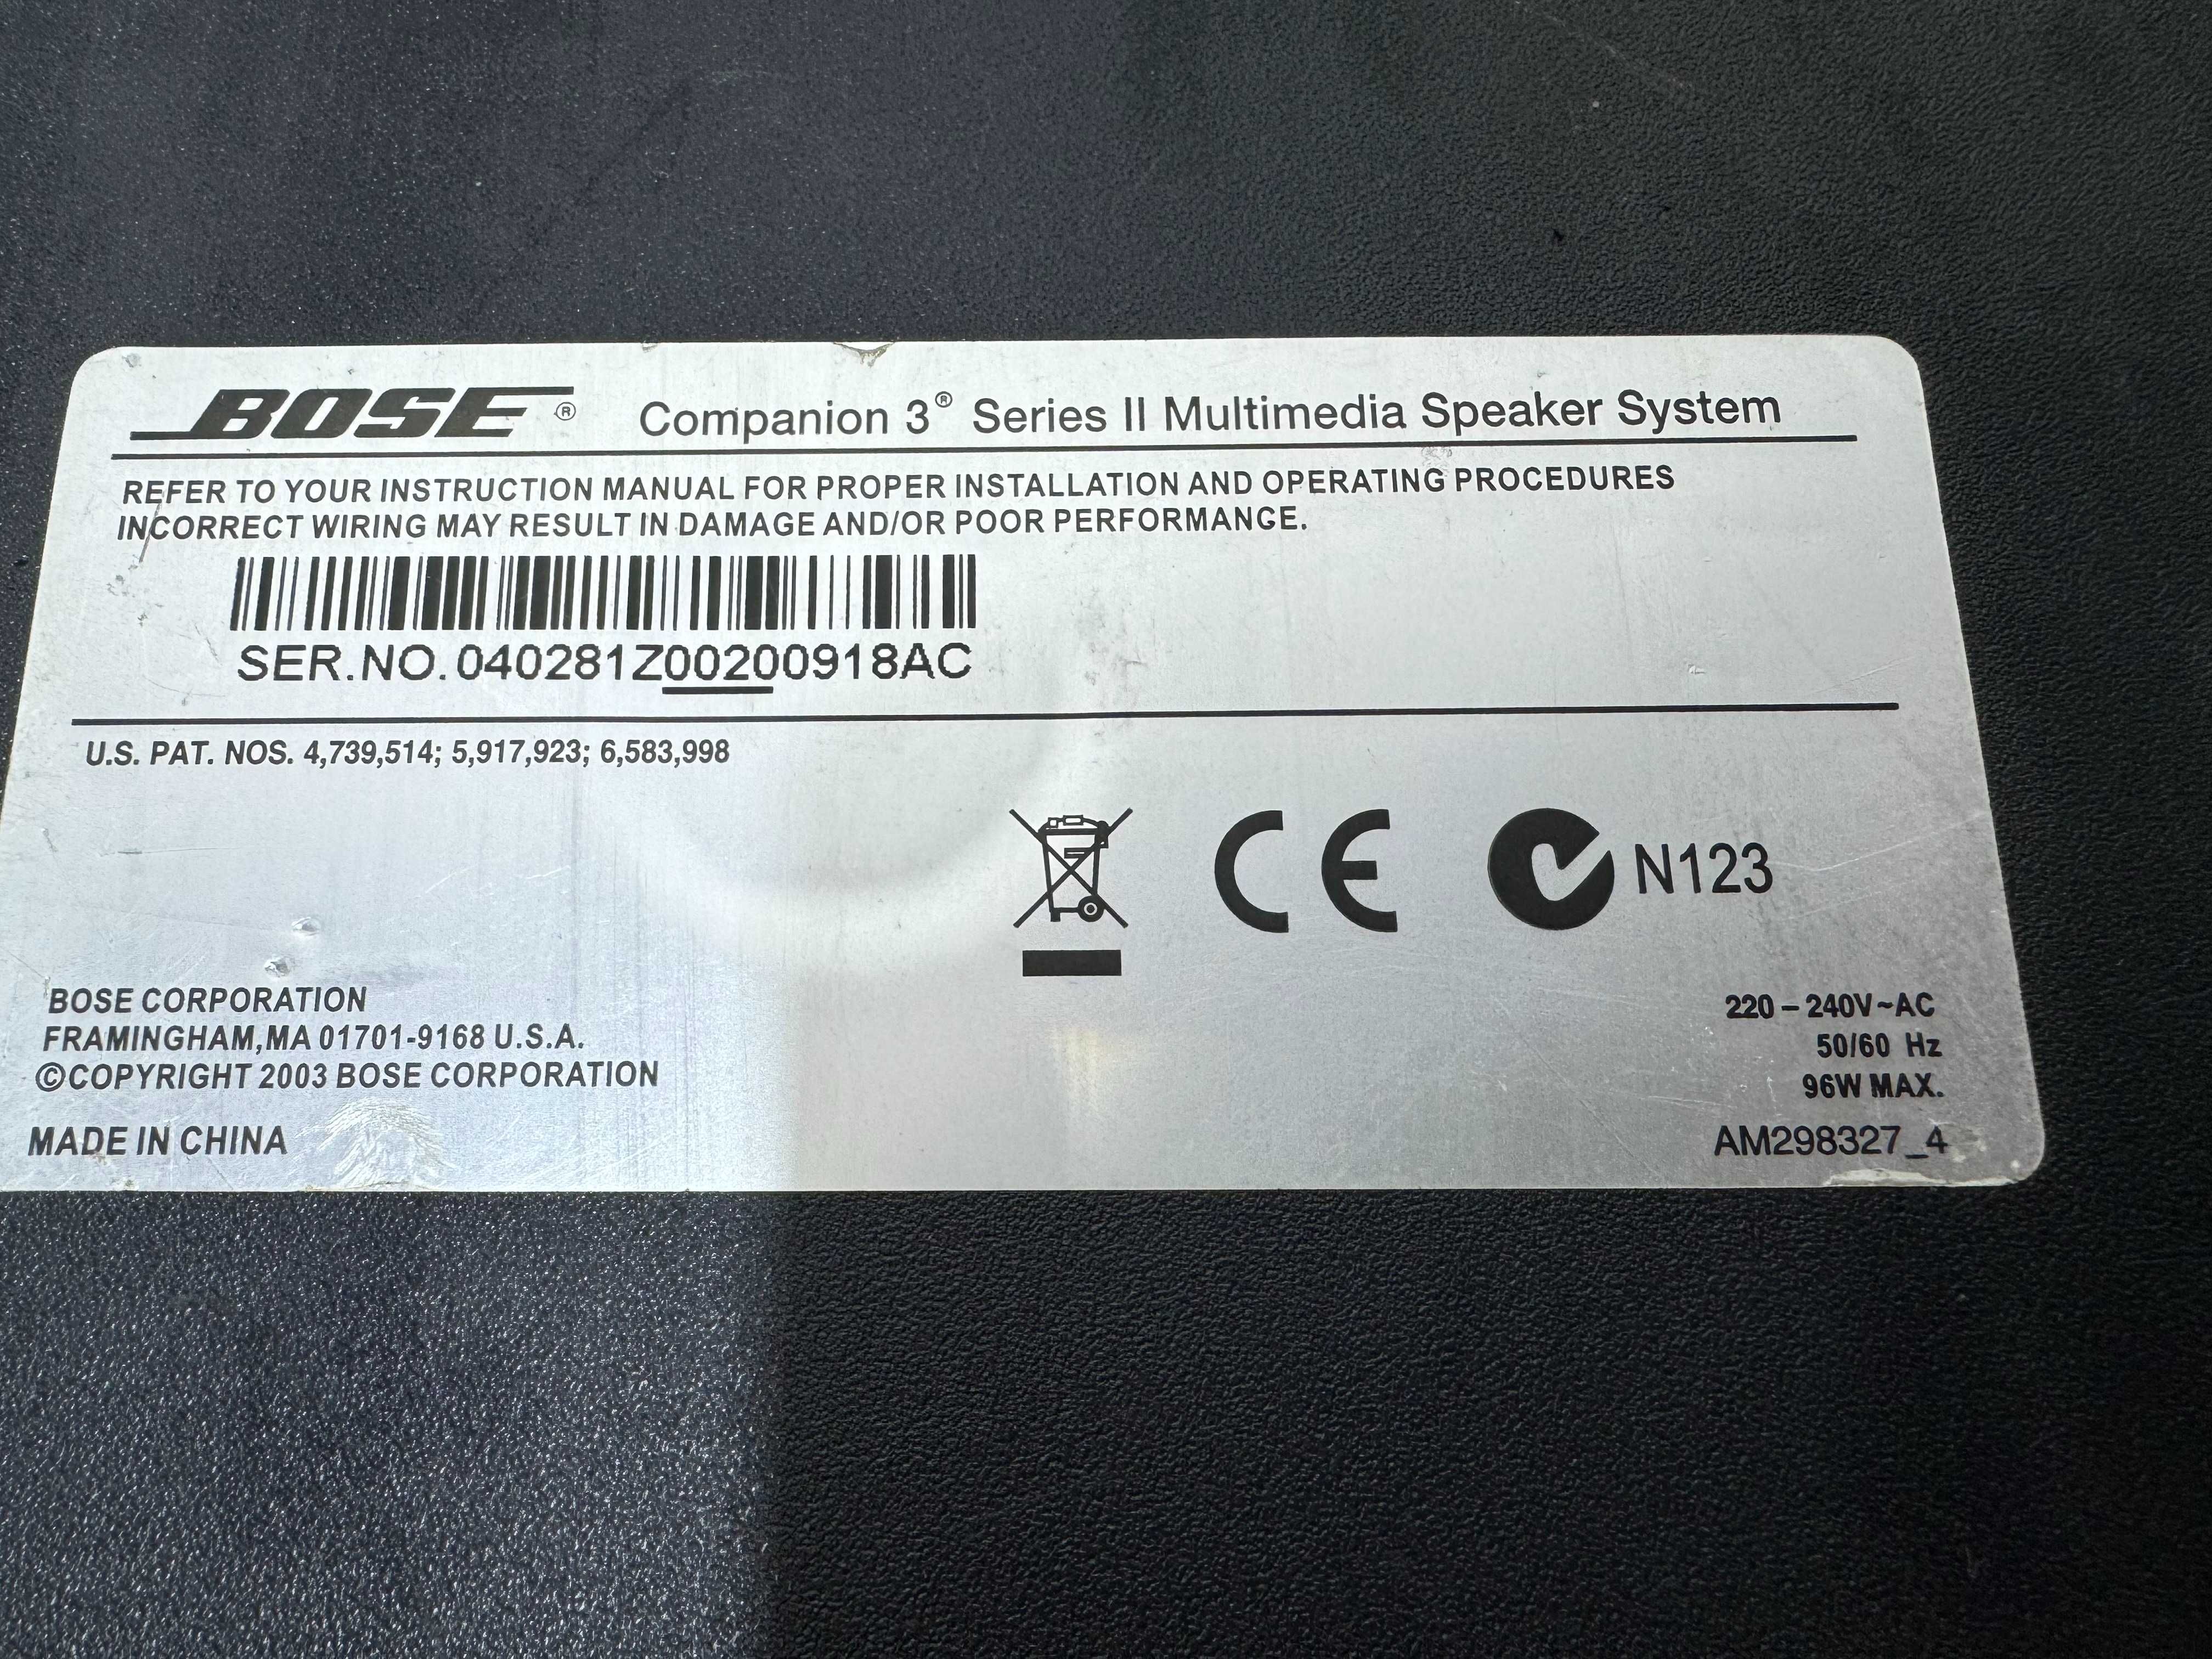 BOSE® Companion 3® Series II Multimedia Speaker System
REFER TO YOUR INSTRUCTION MANUAL FOR PROPER INSTALLATION AND OPERATING PROCEDURES
INCORRECT WIRING MAY RESULT IN DAMAGE AND/OR POOR PERFORMANCE.
SER.NO. 040281Z00200918AC
U.S. PAT. NOS. 4,739,514; 5,917,923; 6,583,998
CE N123
BOSE CORPORATION
FRAMINGHAM,MA 01701-9168 U.S.A.
©COPYRIGHT 2003 BOSE CORPORATION
MADE IN CHINA
220 – 240V~AC
50/60 Hz
96W MAX.
AM298327_4